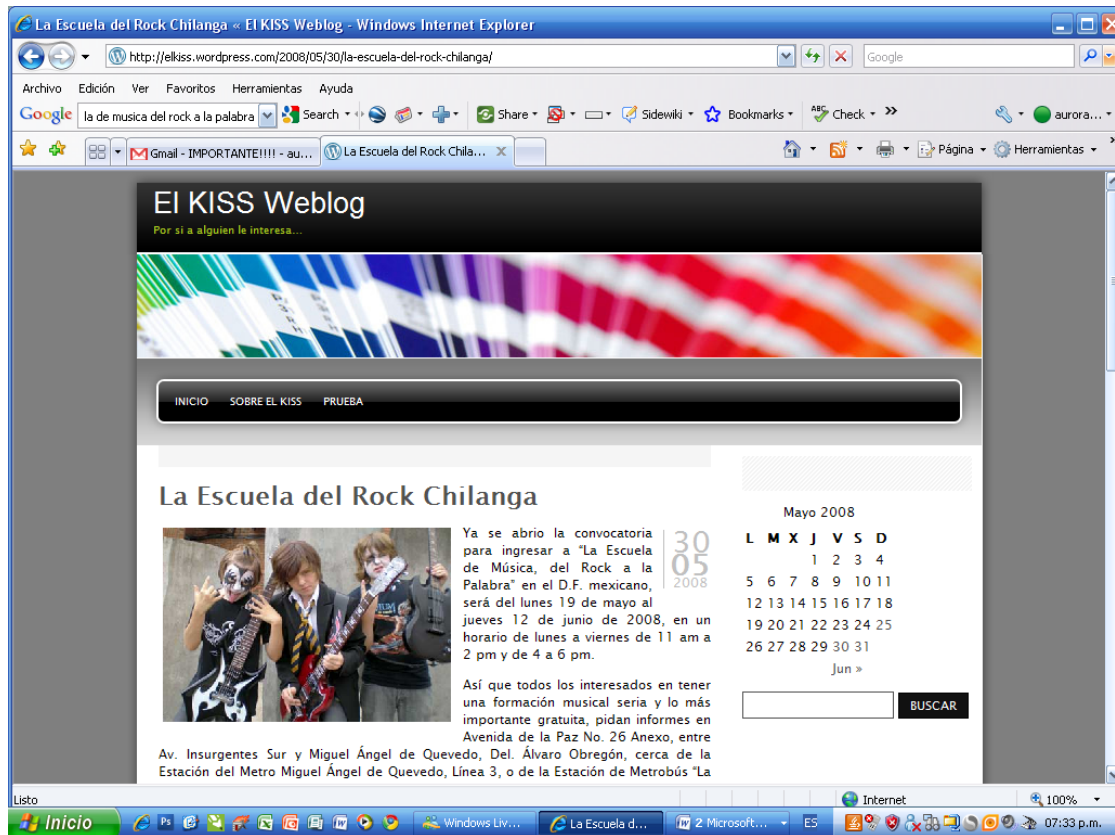 La Escuela del Rock Chilanga « El KISS Weblog - Windows Internet Explorer
http://elkiss.wordpress.com/2008/05/30/la-escuela-del-rock-chilanga/
Google
Archivo Edición Ver Favoritos Herramientas Ayuda
Google la de musica del rock a la palabra Search Share Sidewiki Bookmarks ABC Check » aurora...
Gmail - IMPORTANTE!!!! - au... La Escuela del Rock Chila... X Página Herramientas
El KISS Weblog
Por si a alguien le interesa...
INICIO SOBRE EL KISS PRUEBA
La Escuela del Rock Chilanga
30
05
2008
Ya se abrio la convocatoria
para ingresar a “La Escuela
de Música, del Rock a la
Palabra” en el D.F. mexicano,
será del lunes 19 de mayo al
jueves 12 de junio de 2008, en un
horario de lunes a viernes de 11 am a
2 pm y de 4 a 6 pm.
Así que todos los interesados en tener
una formación musical seria y lo más
importante gratuita, pidan informes en
Avenida de la Paz No. 26 Anexo, entre
Av. Insurgentes Sur y Miguel Ángel de Quevedo, Del. Álvaro Obregón, cerca de la
Estación del Metro Miguel Ángel de Quevedo, Línea 3, o de la Estación de Metrobús “La
Mayo 2008
L M X J V S D
1 2 3 4
5 6 7 8 9 10 11
12 13 14 15 16 17 18
19 20 21 22 23 24 25
26 27 28 29 30 31
Jun »
BUSCAR
Listo Internet 100%
Inicio Ps Windows Liv... La Escuela d... 2 Microsoft... ES 07:33 p.m.